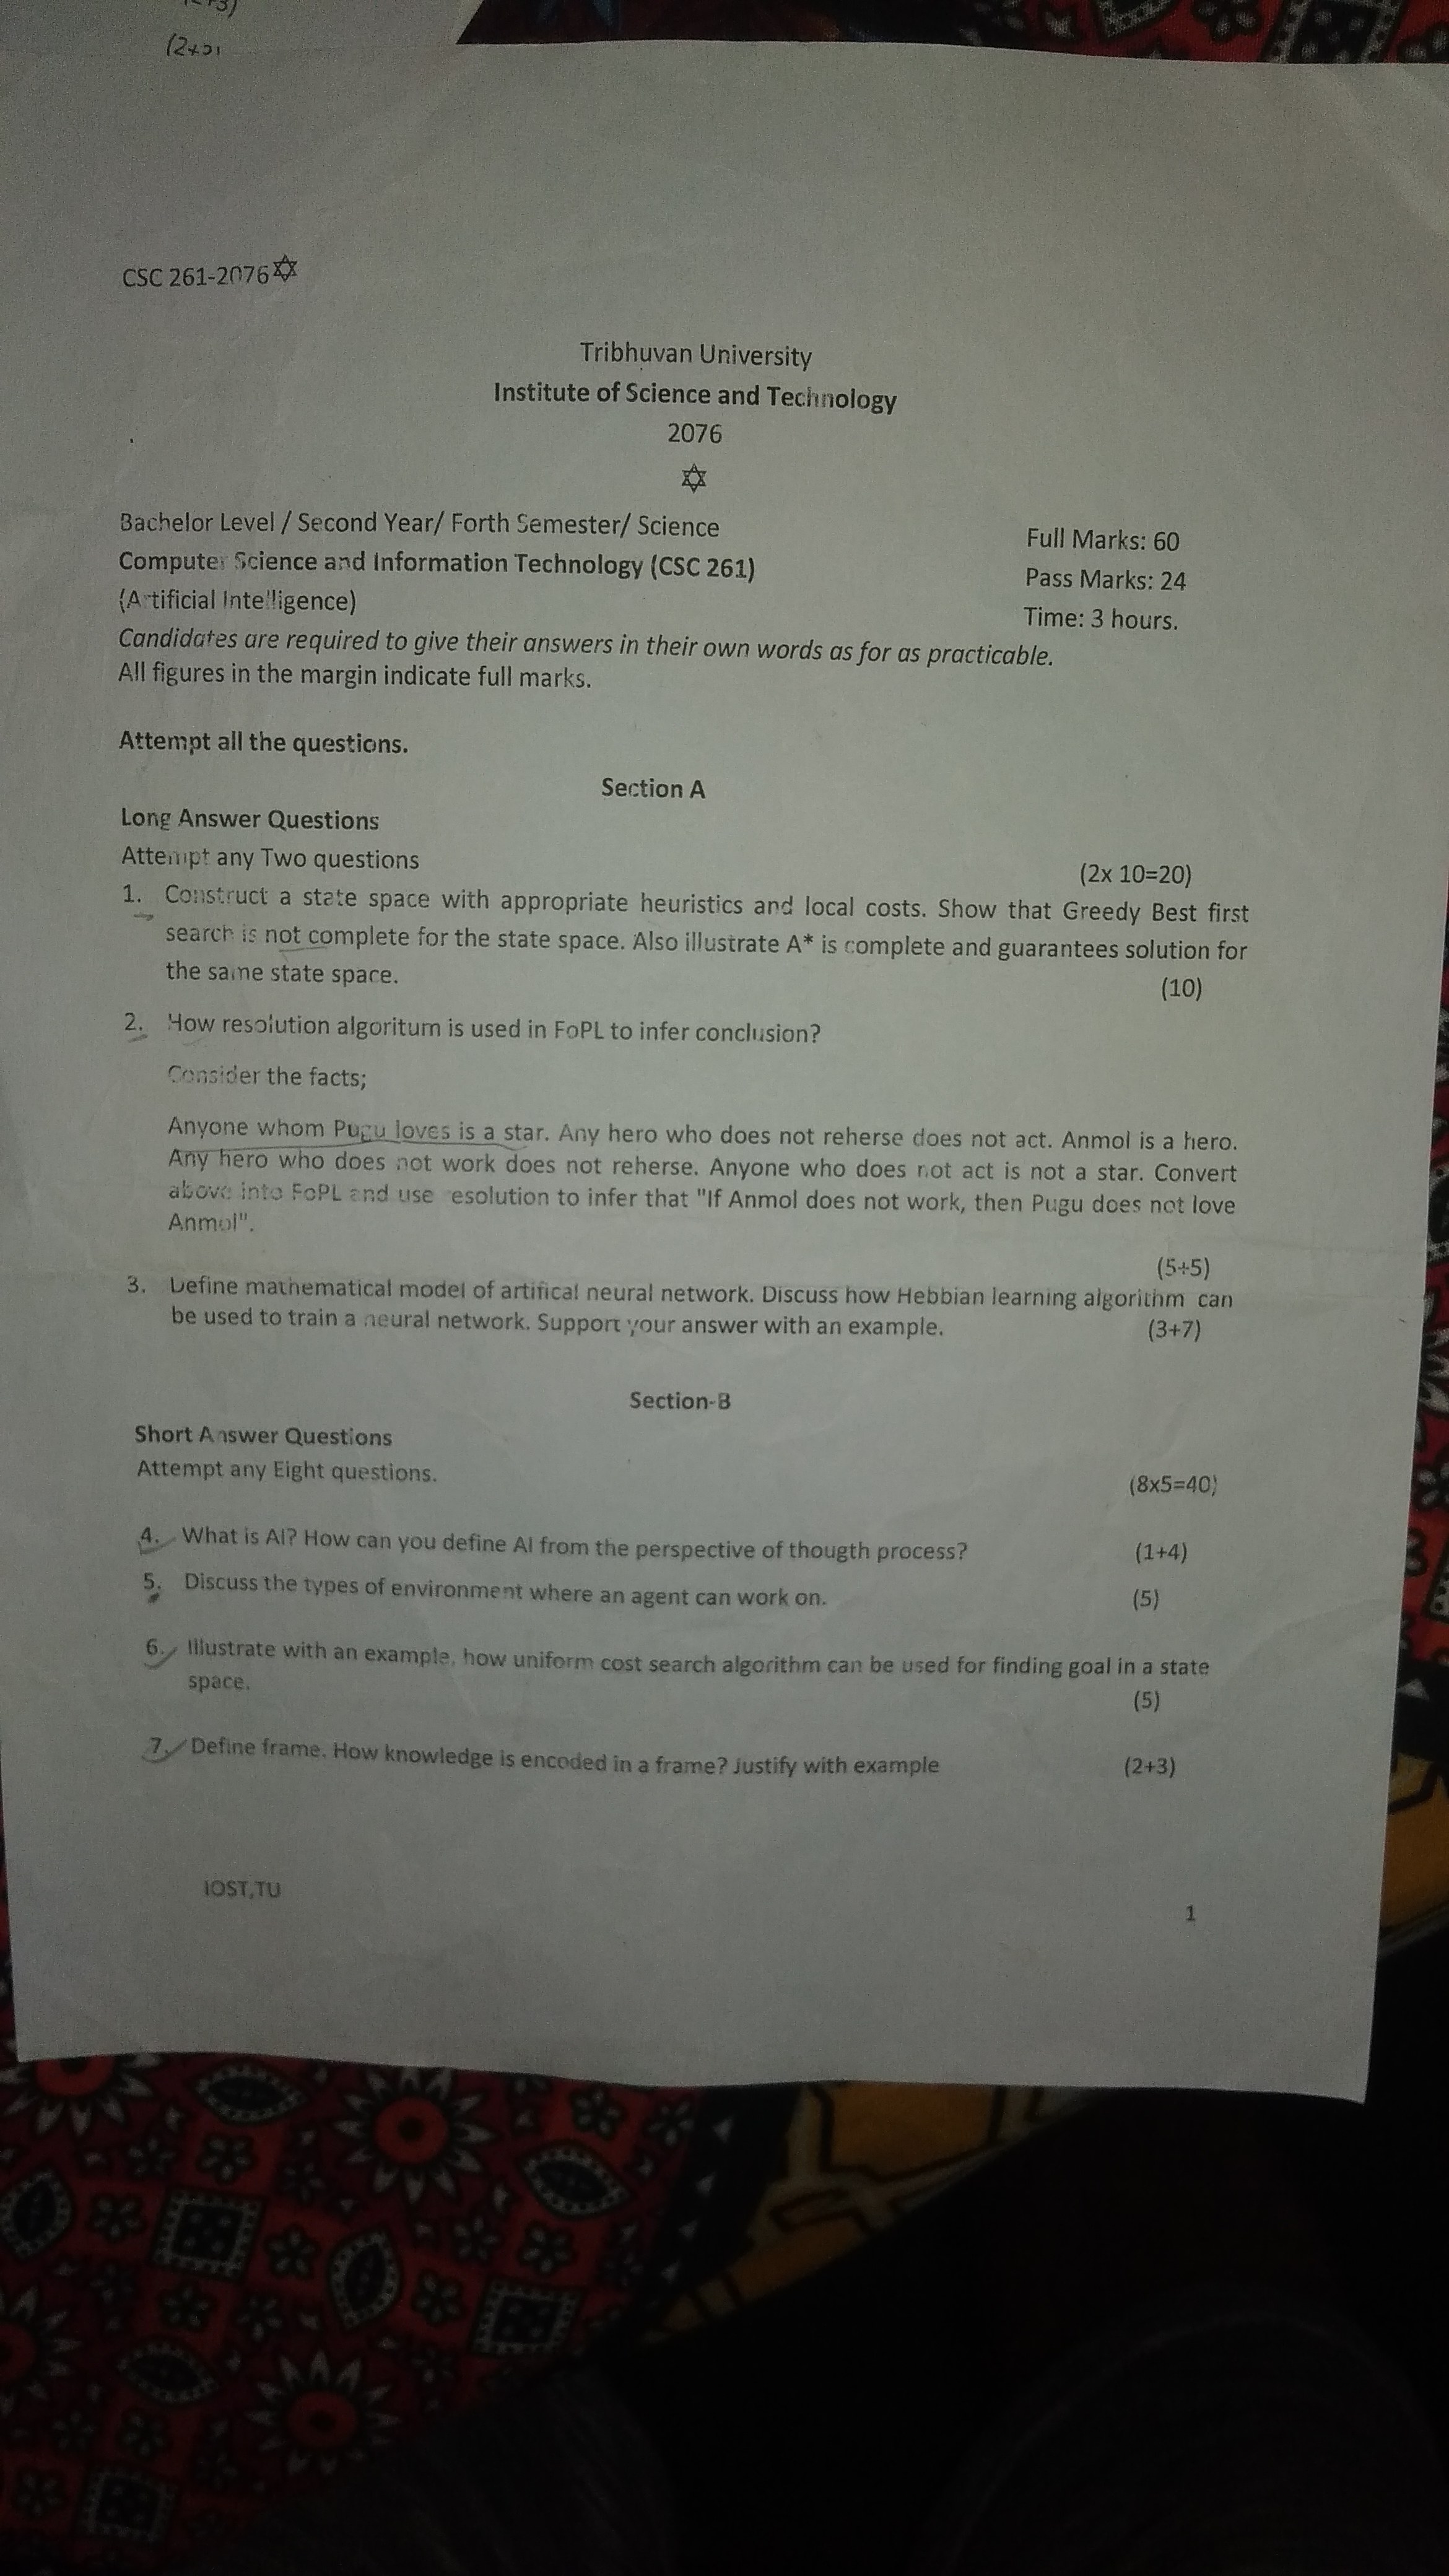 (2+
CSC 261-2076
Tribhuvan University
Institute of Science and Technology
2076
Bachelor Level / Second Year/ Forth Semester/ Science
Full Marks: 60
Computer Science and Information Technology (CSC 261)
Pass Marks: 24
(Artificial Intelligence)
Time: 3 hours.
Candidates are required to give their answers in their own words as for as practicable.
All figures in the margin indicate full marks.
Attempt all the questions.
Section A
Long Answer Questions
Attempt any Two questions
(2x 10=20)
1. Construct a state space with appropriate heuristics and local costs. Show that Greedy Best first
search is not complete for the state space. Also illustrate A* is complete and guarantees solution for
the same state space.
(10)
2. How resolution algoritum is used in FoPL to infer conclusion?
Consider the facts;
Anyone whom Pugu loves is a star. Any hero who does not reherse does not act. Anmol is a hero.
Any hero who does not work does not reherse. Anyone who does not act is not a star. Convert
above into FoPL and use resolution to infer that "If Anmol does not work, then Pugu does not love
Anmol".
(5+5)
3. Define mathematical model of artifical neural network. Discuss how Hebbian learning algorithm can
be used to train a neural network. Support your answer with an example.
(3+7)
Section-B
Short Answer Questions
Attempt any Eight questions.
(8x5=40)
4. What is AI? How can you define AI from the perspective of thougth process?
(1+4)
5. Discuss the types of environment where an agent can work on.
(5)
6. Illustrate with an example, how uniform cost search algorithm can be used for finding goal in a state
space.
(5)
7. Define frame. How knowledge is encoded in a frame? Justify with example
(2+3)
IOST,TU
1